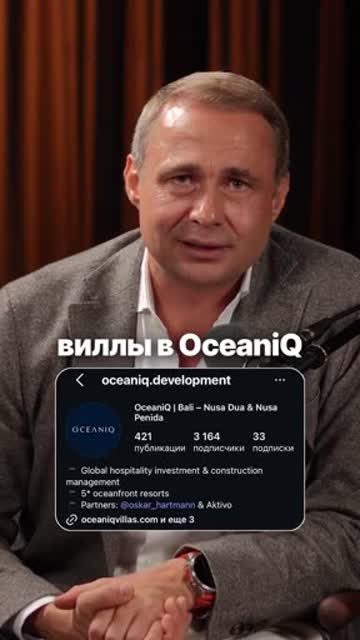 виллы в OceaniQ
oceaniq.development
OCEANIQ
OceaniQ | Bali – Nusa Dua & Nusa
Penida
421 3 164 33
публикации подписчики подписки
Global hospitality investment & construction
management
5* oceanfront resorts
Partners: @oskar_hartmann & Aktivo
oceaniqvillas.com и еще 3